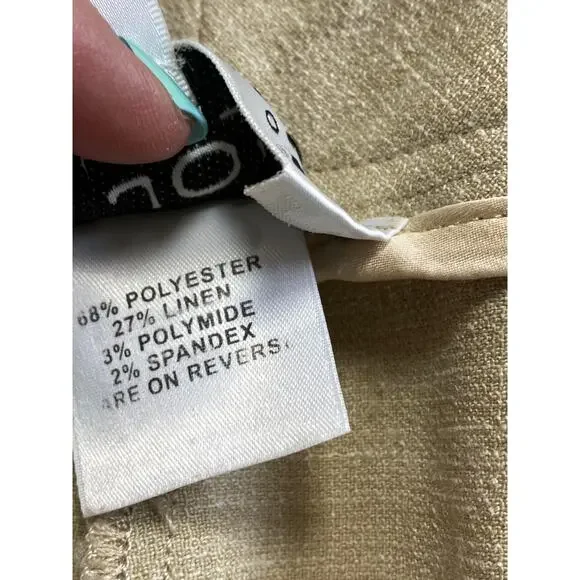 68% POLYESTER
27% LINEN
3% POLYMIDE
2% SPANDEX
ARE ON REVERS